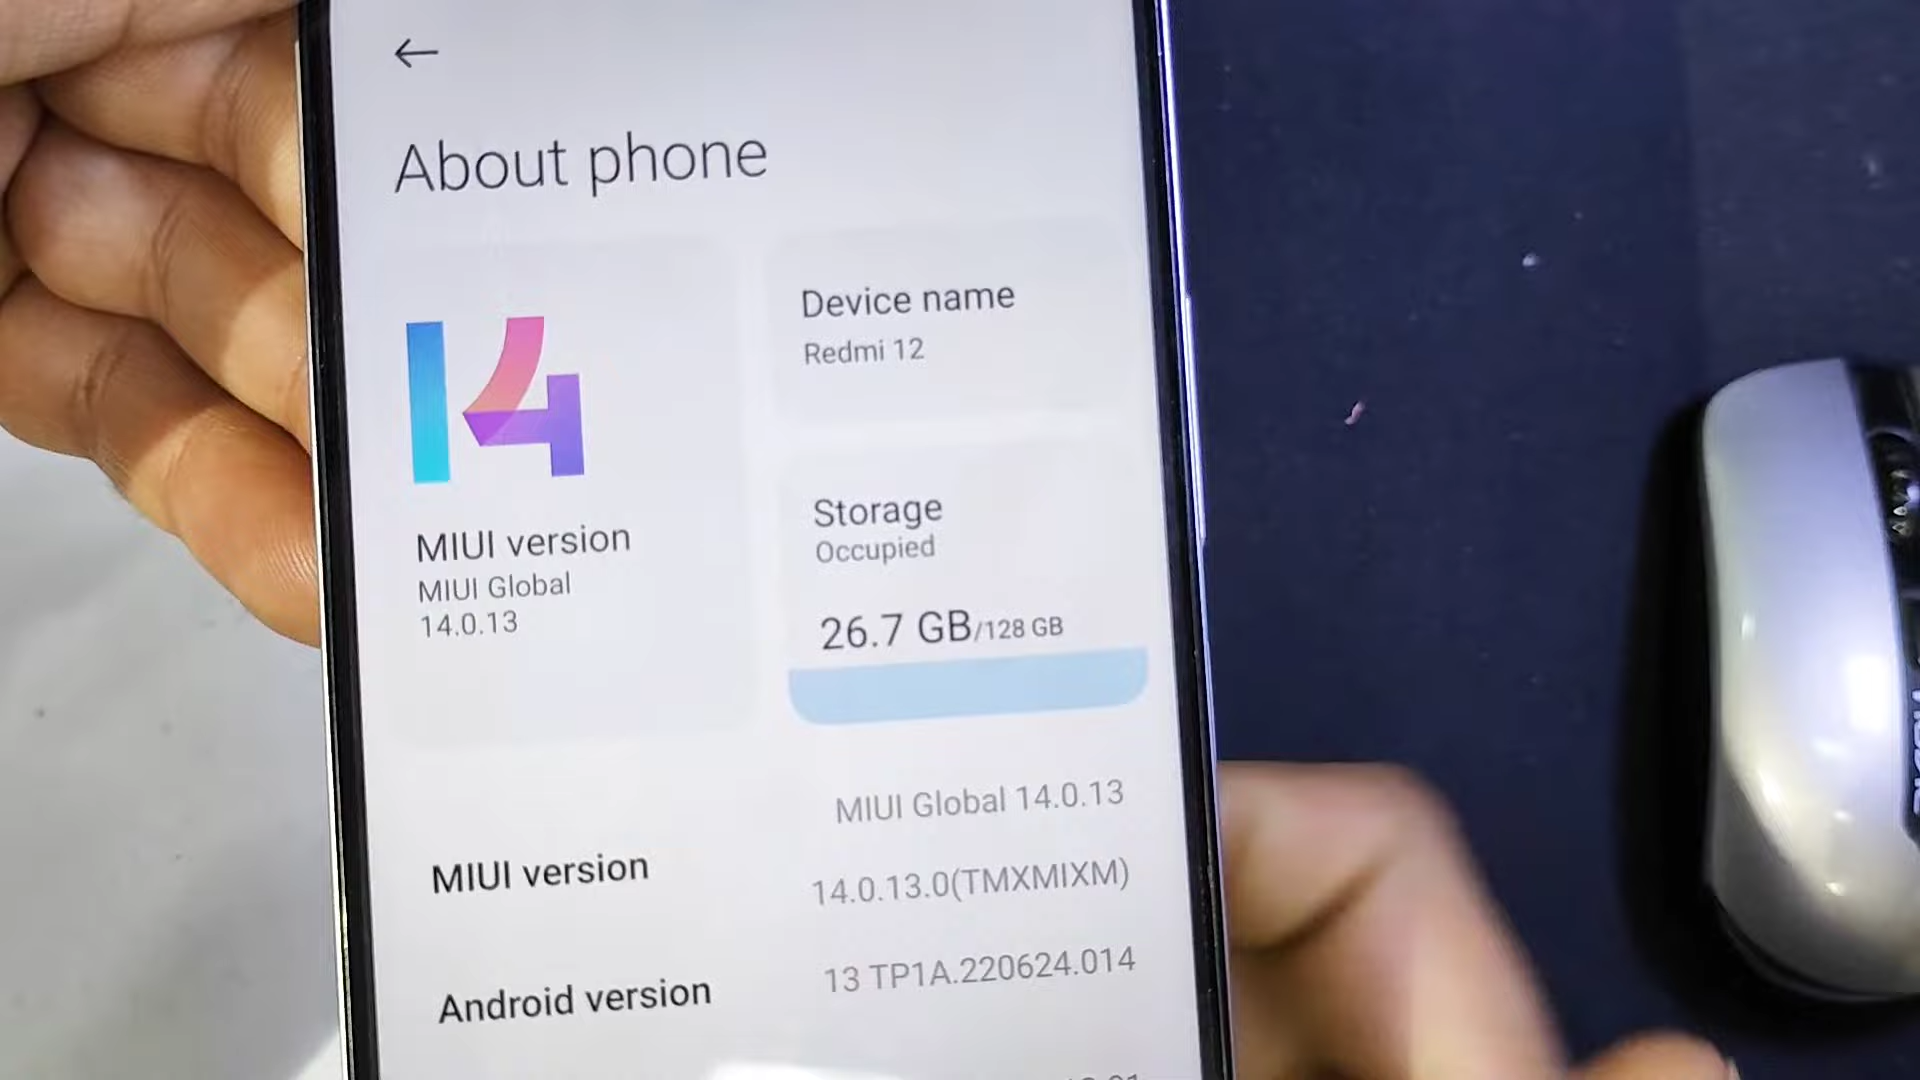 About phone
14
MIUI version
MIUI Global
14.0.13
Device name
Redmi 12
Storage
Occupied
26.7 GB/128 GB
MIUI version
MIUI Global 14.0.13
14.0.13.0(TMXMIXM)
Android version
13 TP1A.220624.014